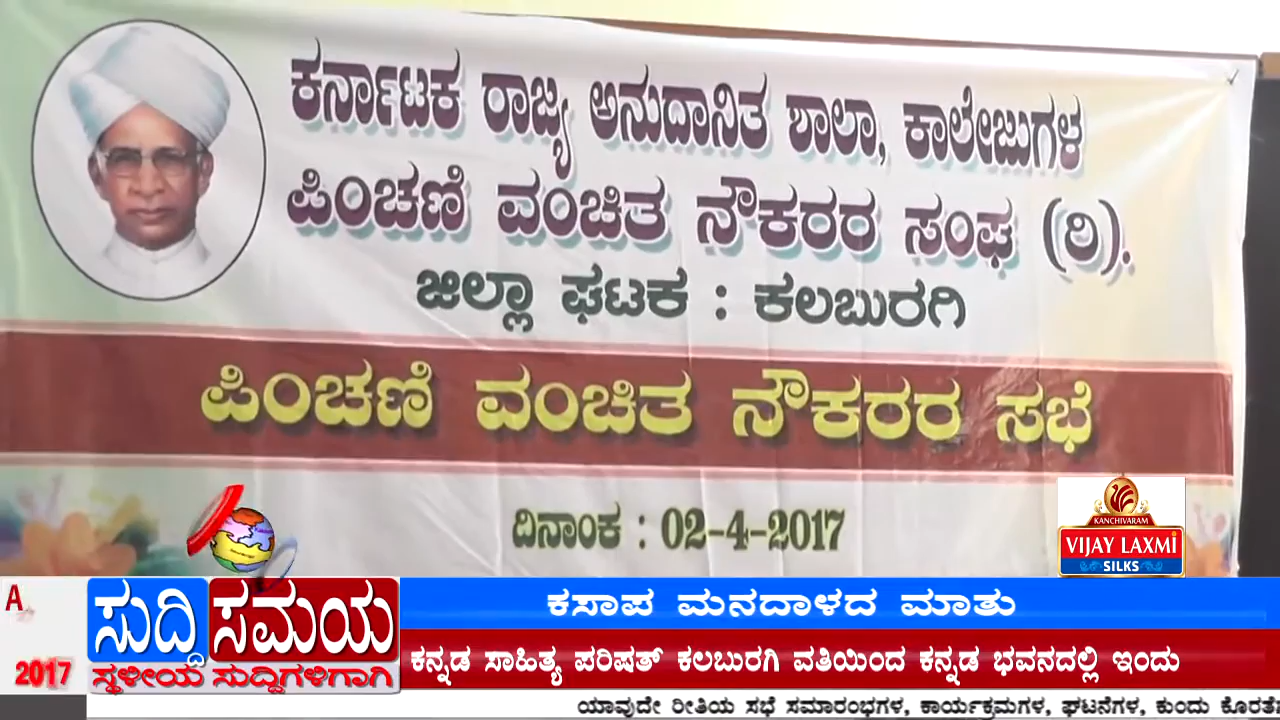 ಕರ್ನಾಟಕ ರಾಜ್ಯ ಅನುದಾನಿತ ಶಾಲಾ, ಕಾಲೇಜುಗಳ
ಪಿಂಚಣಿ ವಂಚಿತ ನೌಕರರ ಸಂಘ (ರಿ).
ಜಿಲ್ಲಾ ಘಟಕ : ಕಲಬುರಗಿ
ಪಿಂಚಣಿ ವಂಚಿತ ನೌಕರರ ಸಭೆ
ದಿನಾಂಕ : 02-4-2017
KANCHIVARAM
VIJAY LAXMI
SILKS
A
2017
ಸುದ್ದಿ ಸಮಯ
ಸ್ಥಳೀಯ ಸುದ್ದಿಗಳಿಗಾಗಿ
ಕಸಾಪ ಮನದಾಳದ ಮಾತು
ಕನ್ನಡ ಸಾಹಿತ್ಯ ಪರಿಷತ್ ಕಲಬುರಗಿ ವತಿಯಿಂದ ಕನ್ನಡ ಭವನದಲ್ಲಿ ಇಂದು
ಯಾವುದೇ ರೀತಿಯ ಸಭೆ ಸಮಾರಂಭಗಳ, ಕಾರ್ಯಕ್ರಮಗಳ, ಘಟನೆಗಳ, ಕುಂದು